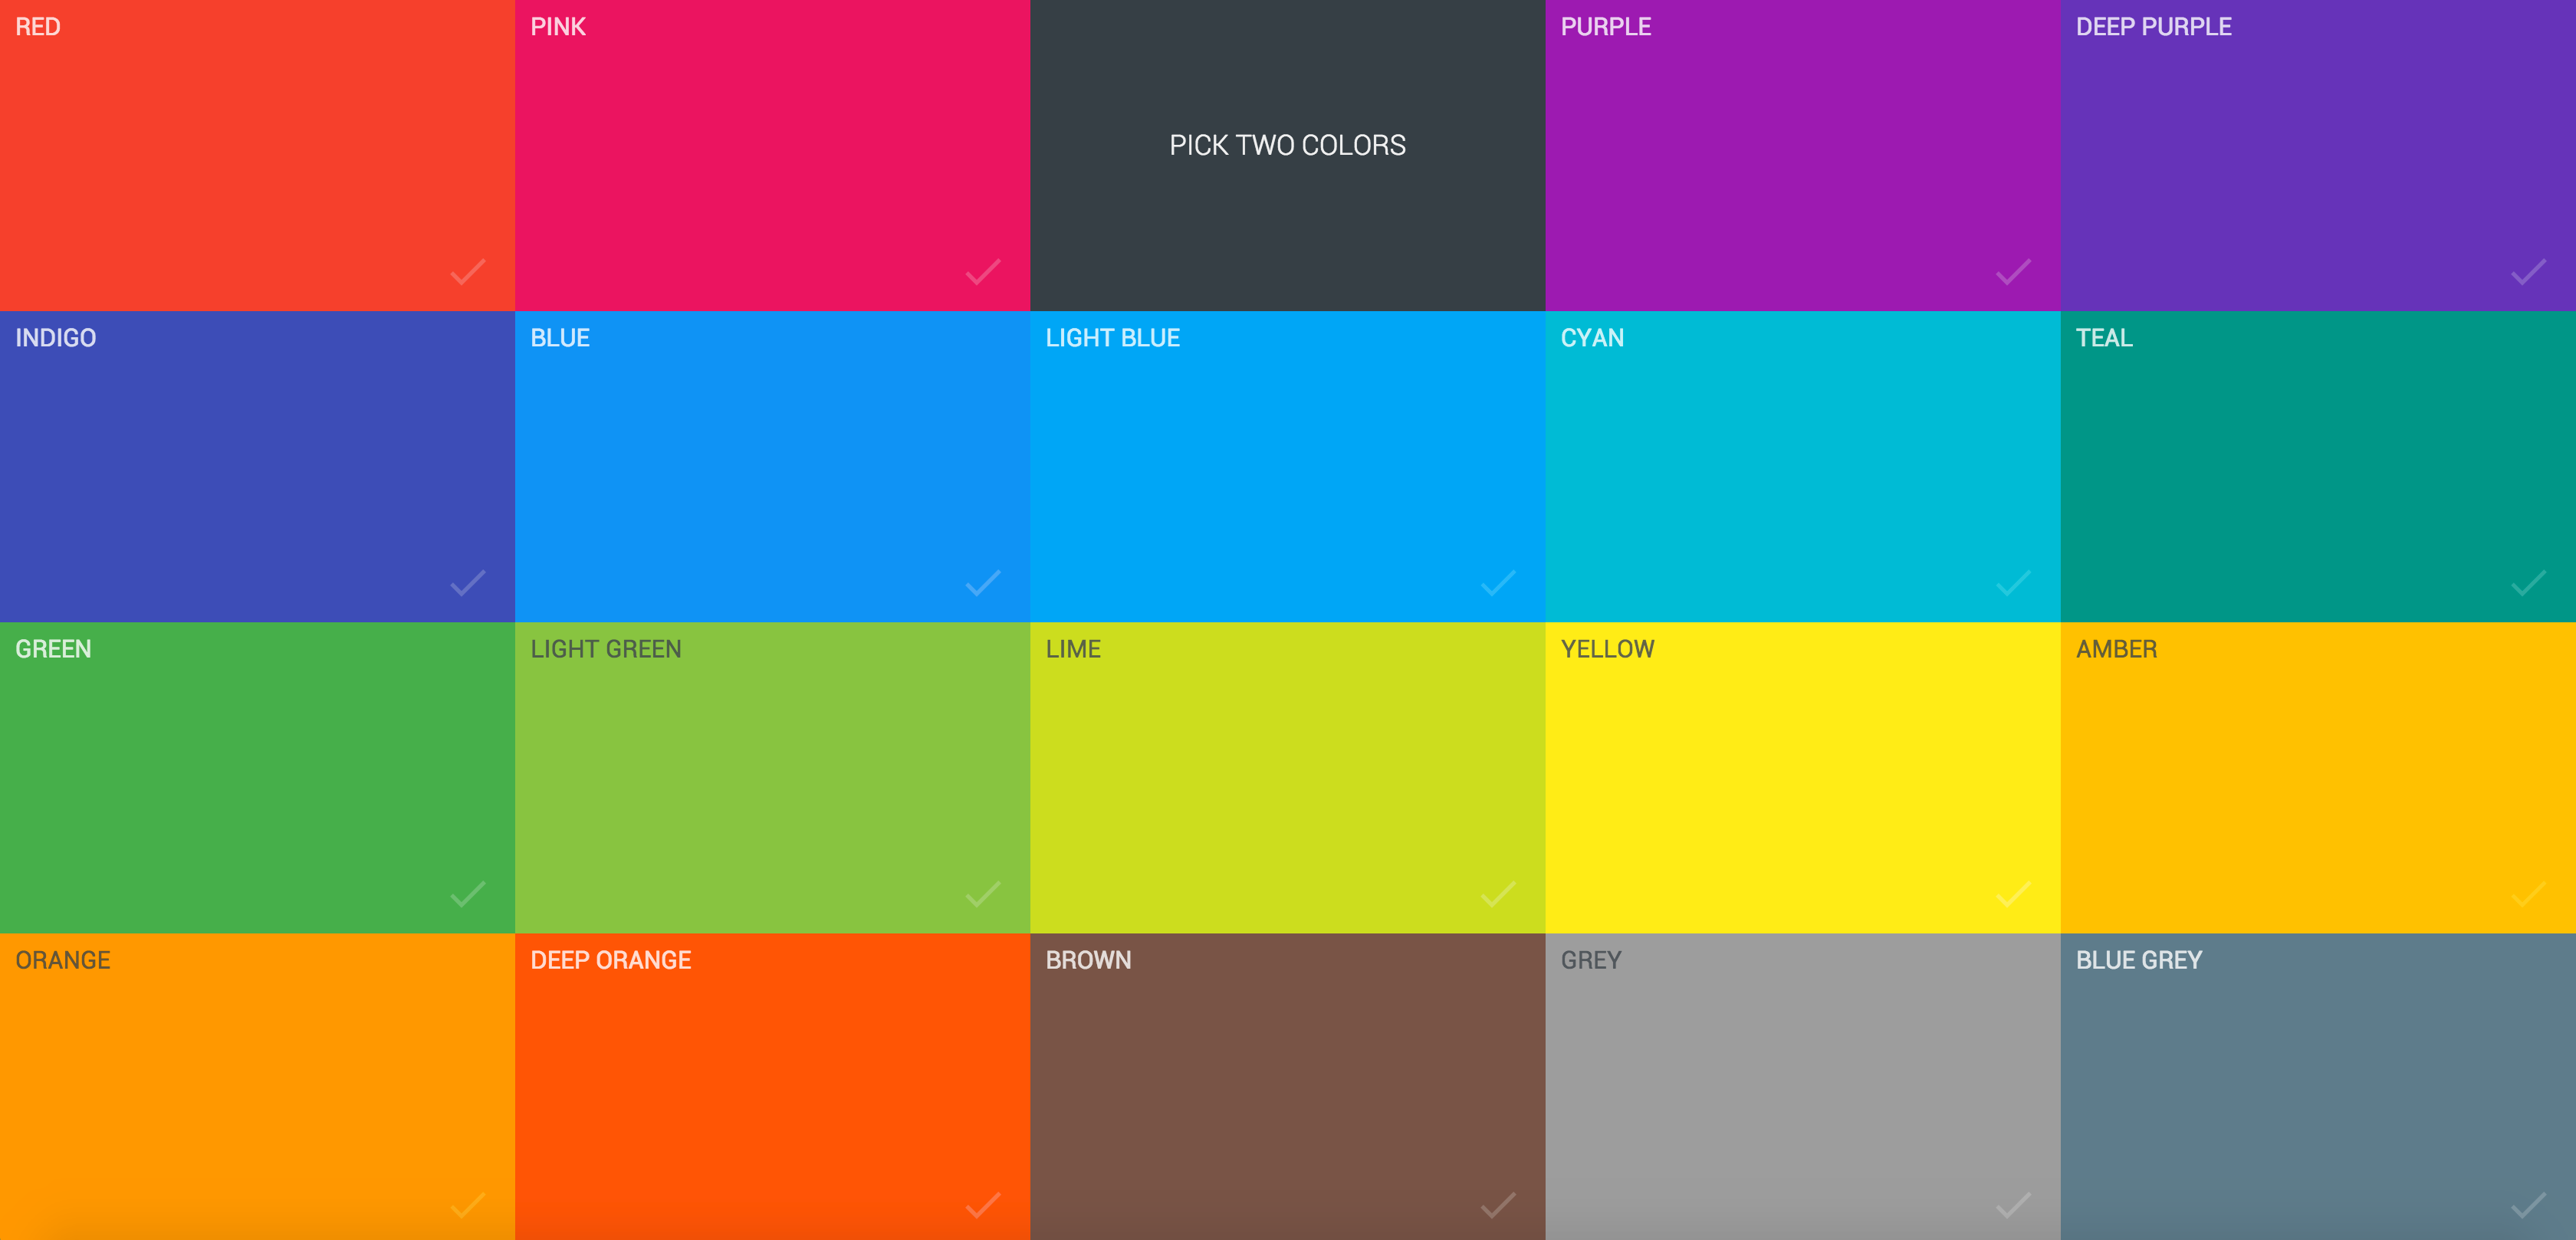 RED
PINK
PICK TWO COLORS
PURPLE
DEEP PURPLE
INDIGO
BLUE
LIGHT BLUE
CYAN
TEAL
GREEN
LIGHT GREEN
LIME
YELLOW
AMBER
ORANGE
DEEP ORANGE
BROWN
GREY
BLUE GREY